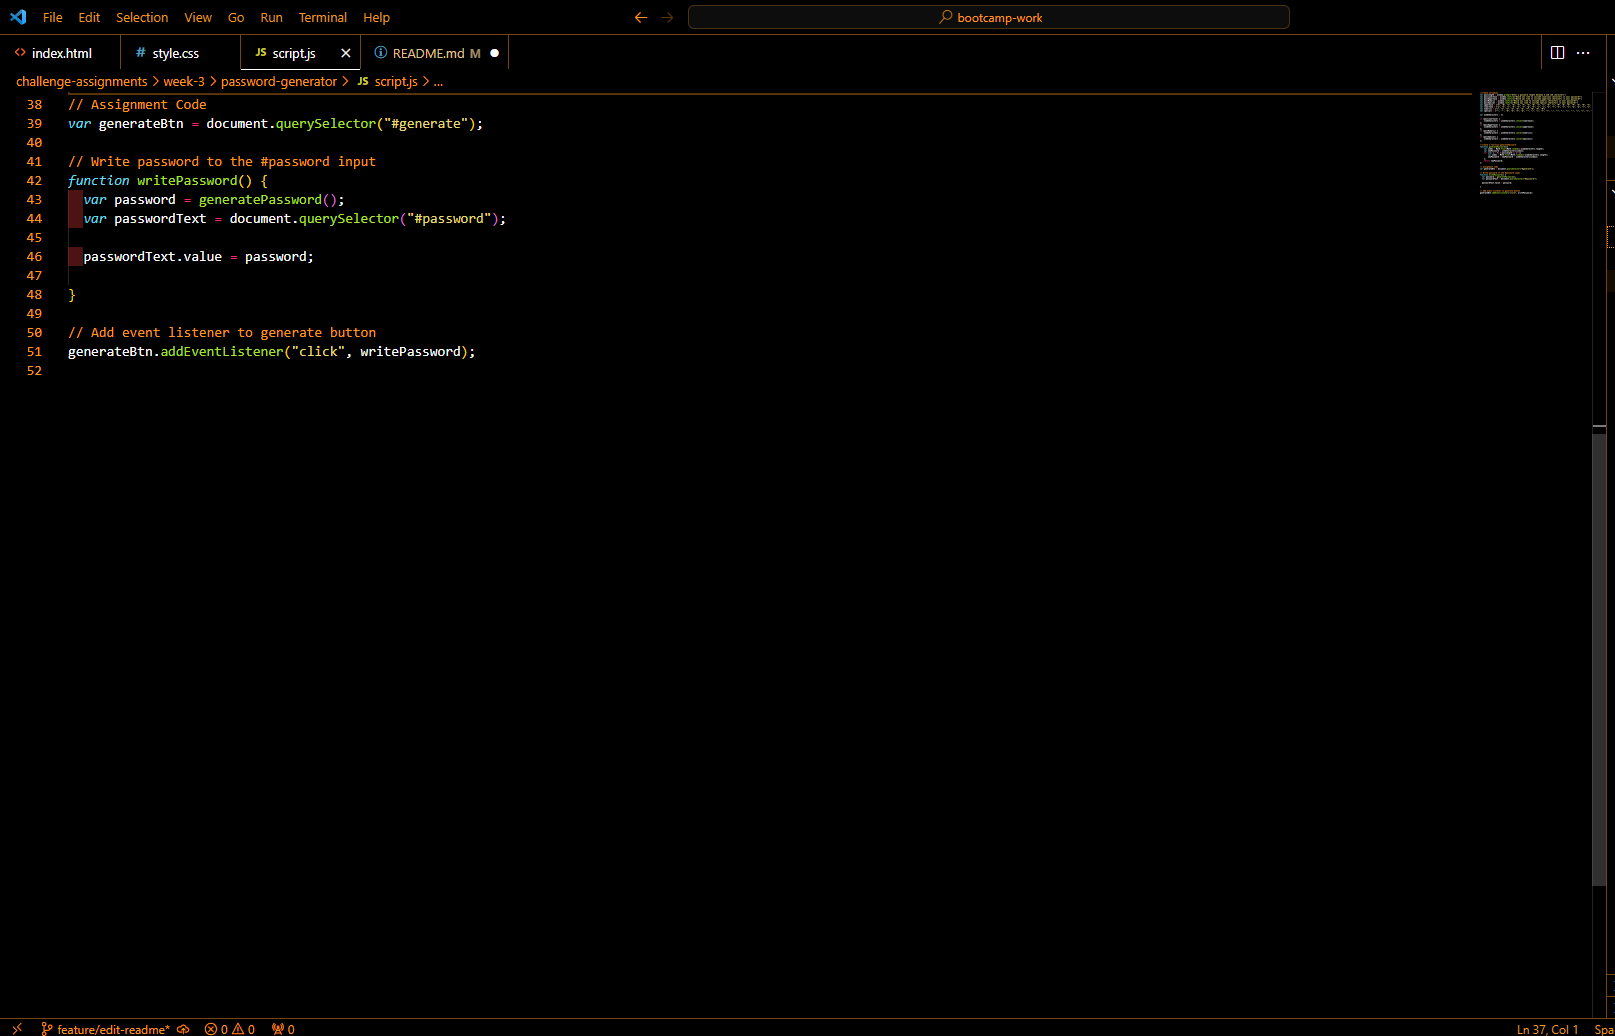 File Edit Selection View Go Run Terminal Help bootcamp-work
<> index.html # style.css JS script.js README.md M
challenge-assignments > week-3 > password-generator > JS script.js > ...
38 // Assignment Code
39 var generateBtn = document.querySelector("#generate");
40
41 // Write password to the #password input
42 function writePassword() {
43   var password = generatePassword();
44   var passwordText = document.querySelector("#password");
45
46   passwordText.value = password;
47
48 }
49
50 // Add event listener to generate button
51 generateBtn.addEventListener("click", writePassword);
52
feature/edit-readme* 0 0 0 Ln 37, Col 1 Spa